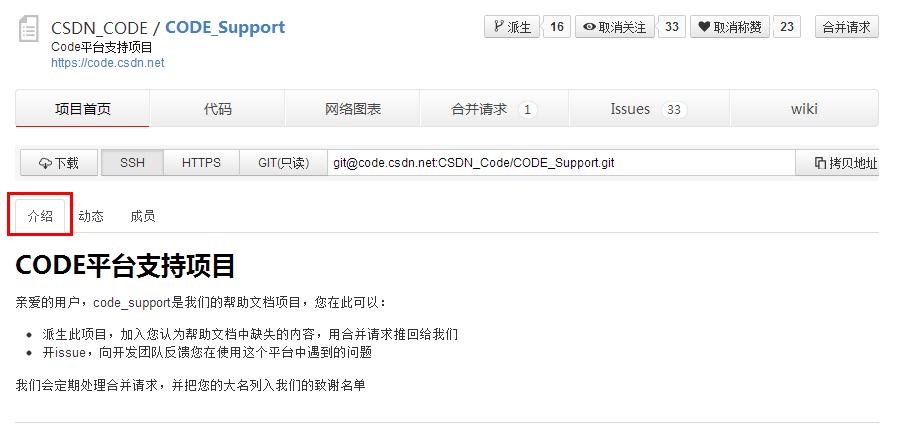 CSDN_CODE / CODE_Support 派生 16 取消关注 33 取消称赞 23 合并请求
Code平台支持项目
https://code.csdn.net
项目首页 代码 网络图表 合并请求 1 Issues 33 wiki
下载 SSH HTTPS GIT(只读) git@code.csdn.net:CSDN_Code/CODE_Support.git 拷贝地址
介绍 动态 成员
CODE平台支持项目
亲爱的用户，code_support是我们的帮助文档项目，您在此可以：
派生此项目，加入您认为帮助文档中缺失的内容，用合并请求推回给我们
开issue，向开发团队反馈您在使用这个平台中遇到的问题
我们会定期处理合并请求，并把您的大名列入我们的致谢名单